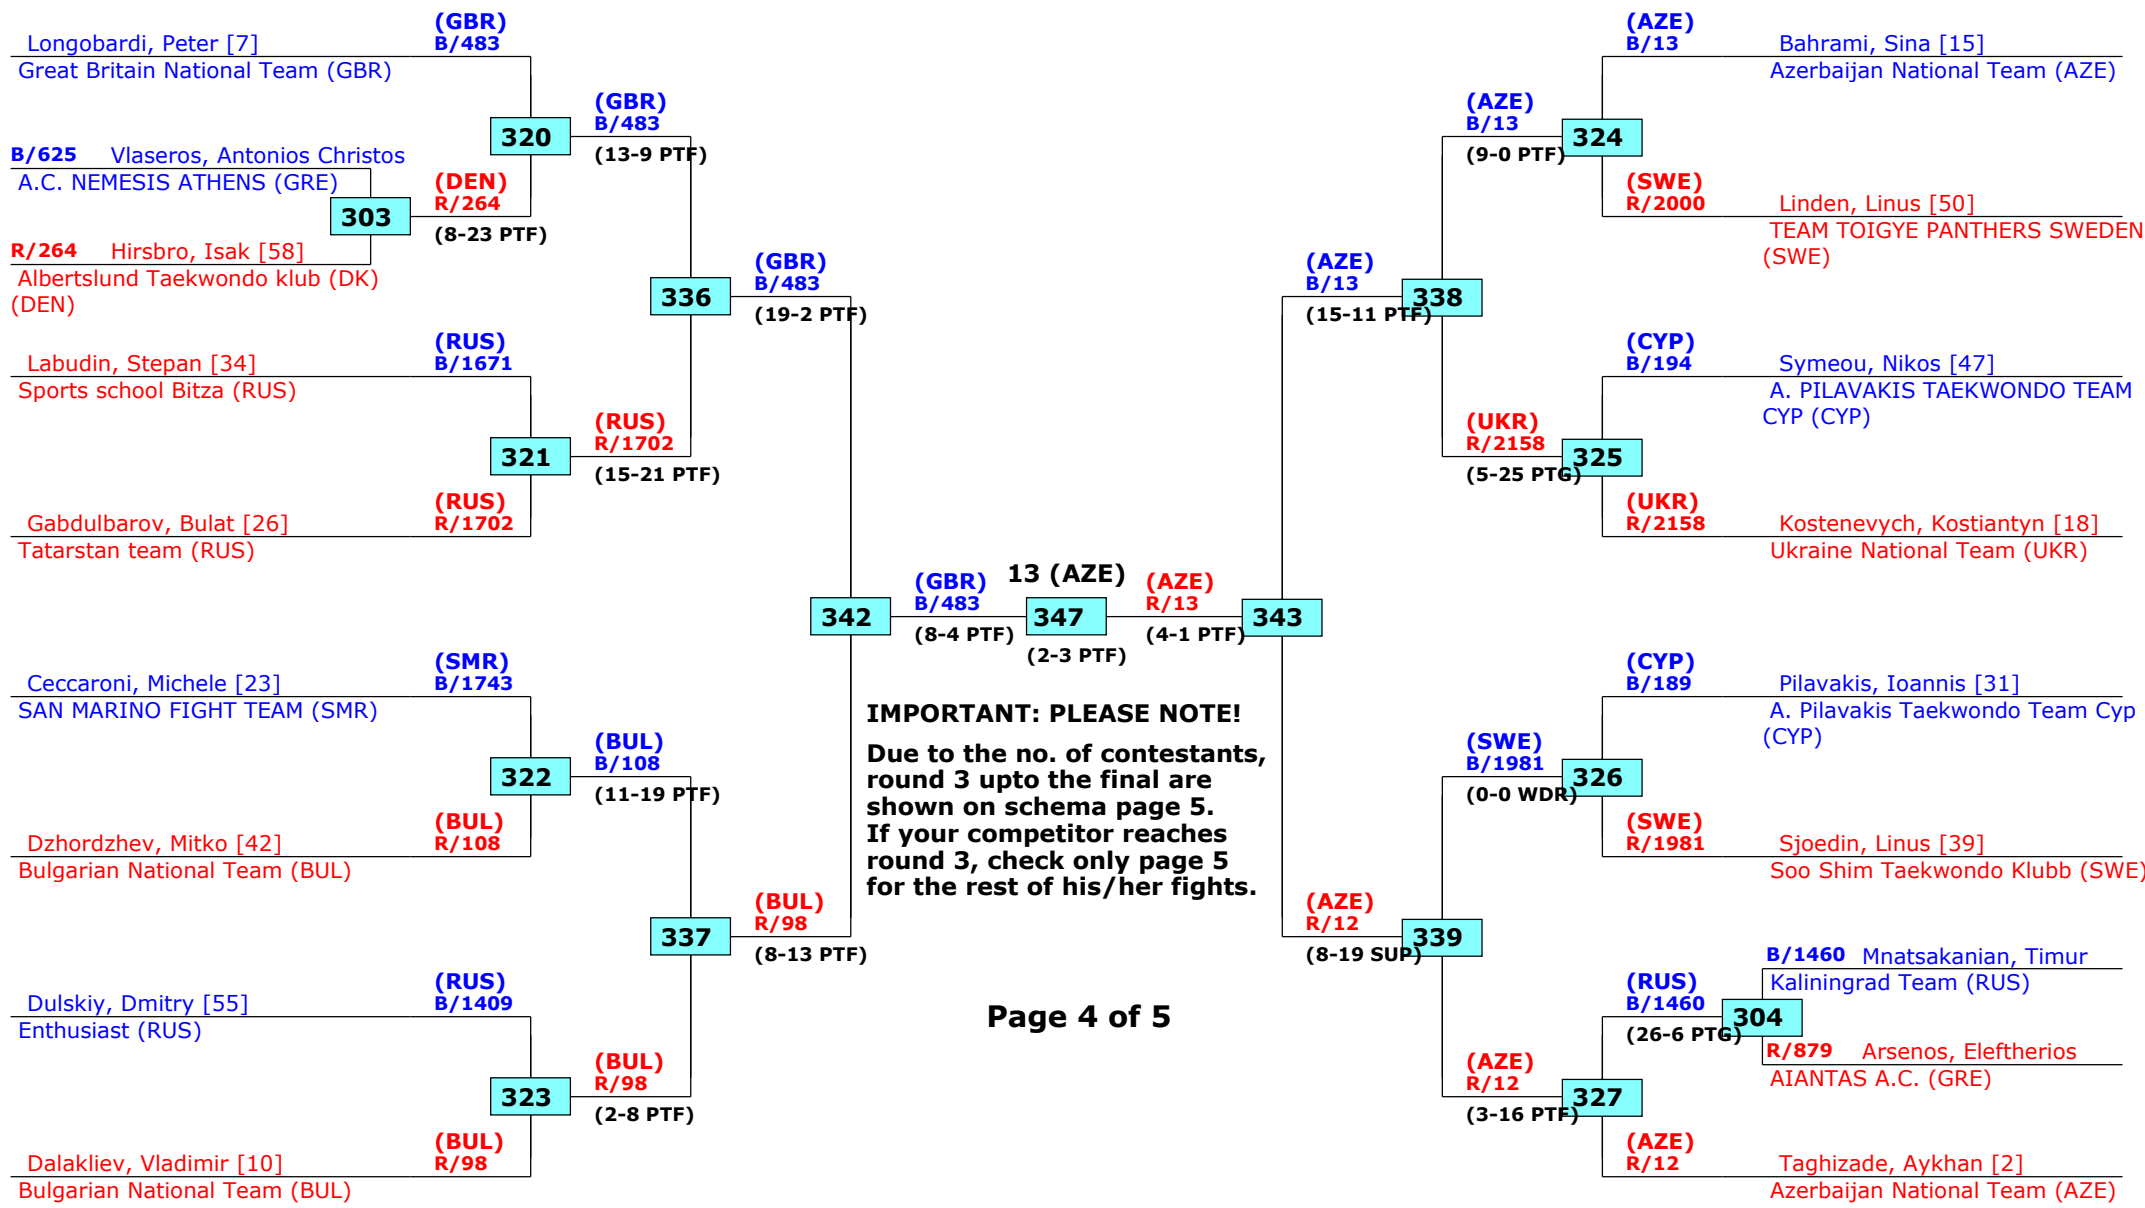 (GBR)
Longobardi, Peter [7]
B/483
Great Britain National Team (GBR)
(GBR)
B/483
320
(13-9 PTF)
B/625 Vlaseros, Antonios Christos
A.C. NEMESIS ATHENS (GRE)
(DEN)
R/264
303
(8-23 PTF)
R/264 Hirsbro, Isak [58]
Albertslund Taekwondo klub (DK)
(DEN)
(GBR)
B/483
336
(19-2 PTF)
(RUS)
Labudin, Stepan [34]
B/1671
Sports school Bitza (RUS)
(RUS)
R/1702
321
(15-21 PTF)
(RUS)
Gabdulbarov, Bulat [26]
R/1702
Tatarstan team (RUS)
342
(GBR)
B/483
(8-4 PTF)
13 (AZE)
347
(2-3 PTF)
(AZE)
R/13
(4-1 PTF)
343
(SMR)
Ceccaroni, Michele [23]
B/1743
SAN MARINO FIGHT TEAM (SMR)
(BUL)
B/108
322
(11-19 PTF)
(BUL)
Dzhordzhev, Mitko [42]
R/108
Bulgarian National Team (BUL)
(BUL)
R/98
337
(8-13 PTF)
(RUS)
Dulskiy, Dmitry [55]
B/1409
Enthusiast (RUS)
(BUL)
R/98
323
(2-8 PTF)
(BUL)
Dalakliev, Vladimir [10]
R/98
Bulgarian National Team (BUL)
IMPORTANT: PLEASE NOTE!
Due to the no. of contestants,
round 3 upto the final are
shown on schema page 5.
If your competitor reaches
round 3, check only page 5
for the rest of his/her fights.
Page 4 of 5
(AZE)
B/13
Bahrami, Sina [15]
Azerbaijan National Team (AZE)
(AZE)
B/13
324
(9-0 PTF)
(SWE)
R/2000
Linden, Linus [50]
TEAM TOIGYE PANTHERS SWEDEN
(SWE)
(AZE)
B/13
338
(15-11 PTF)
(CYP)
B/194
Symeou, Nikos [47]
A. PILAVAKIS TAEKWONDO TEAM
CYP (CYP)
(UKR)
R/2158
325
(5-25 PTG)
(UKR)
R/2158
Kostenevych, Kostiantyn [18]
Ukraine National Team (UKR)
(CYP)
B/189
Pilavakis, Ioannis [31]
A. Pilavakis Taekwondo Team Cyp
(CYP)
(SWE)
B/1981
326
(0-0 WDR)
(SWE)
R/1981
Sjoedin, Linus [39]
Soo Shim Taekwondo Klubb (SWE)
(AZE)
R/12
339
(8-19 SUP)
B/1460 Mnatsakanian, Timur
Kaliningrad Team (RUS)
(RUS)
B/1460
304
(26-6 PTG)
R/879 Arsenos, Eleftherios
AIANTAS A.C. (GRE)
(AZE)
R/12
327
(3-16 PTF)
(AZE)
R/12
Taghizade, Aykhan [2]
Azerbaijan National Team (AZE)